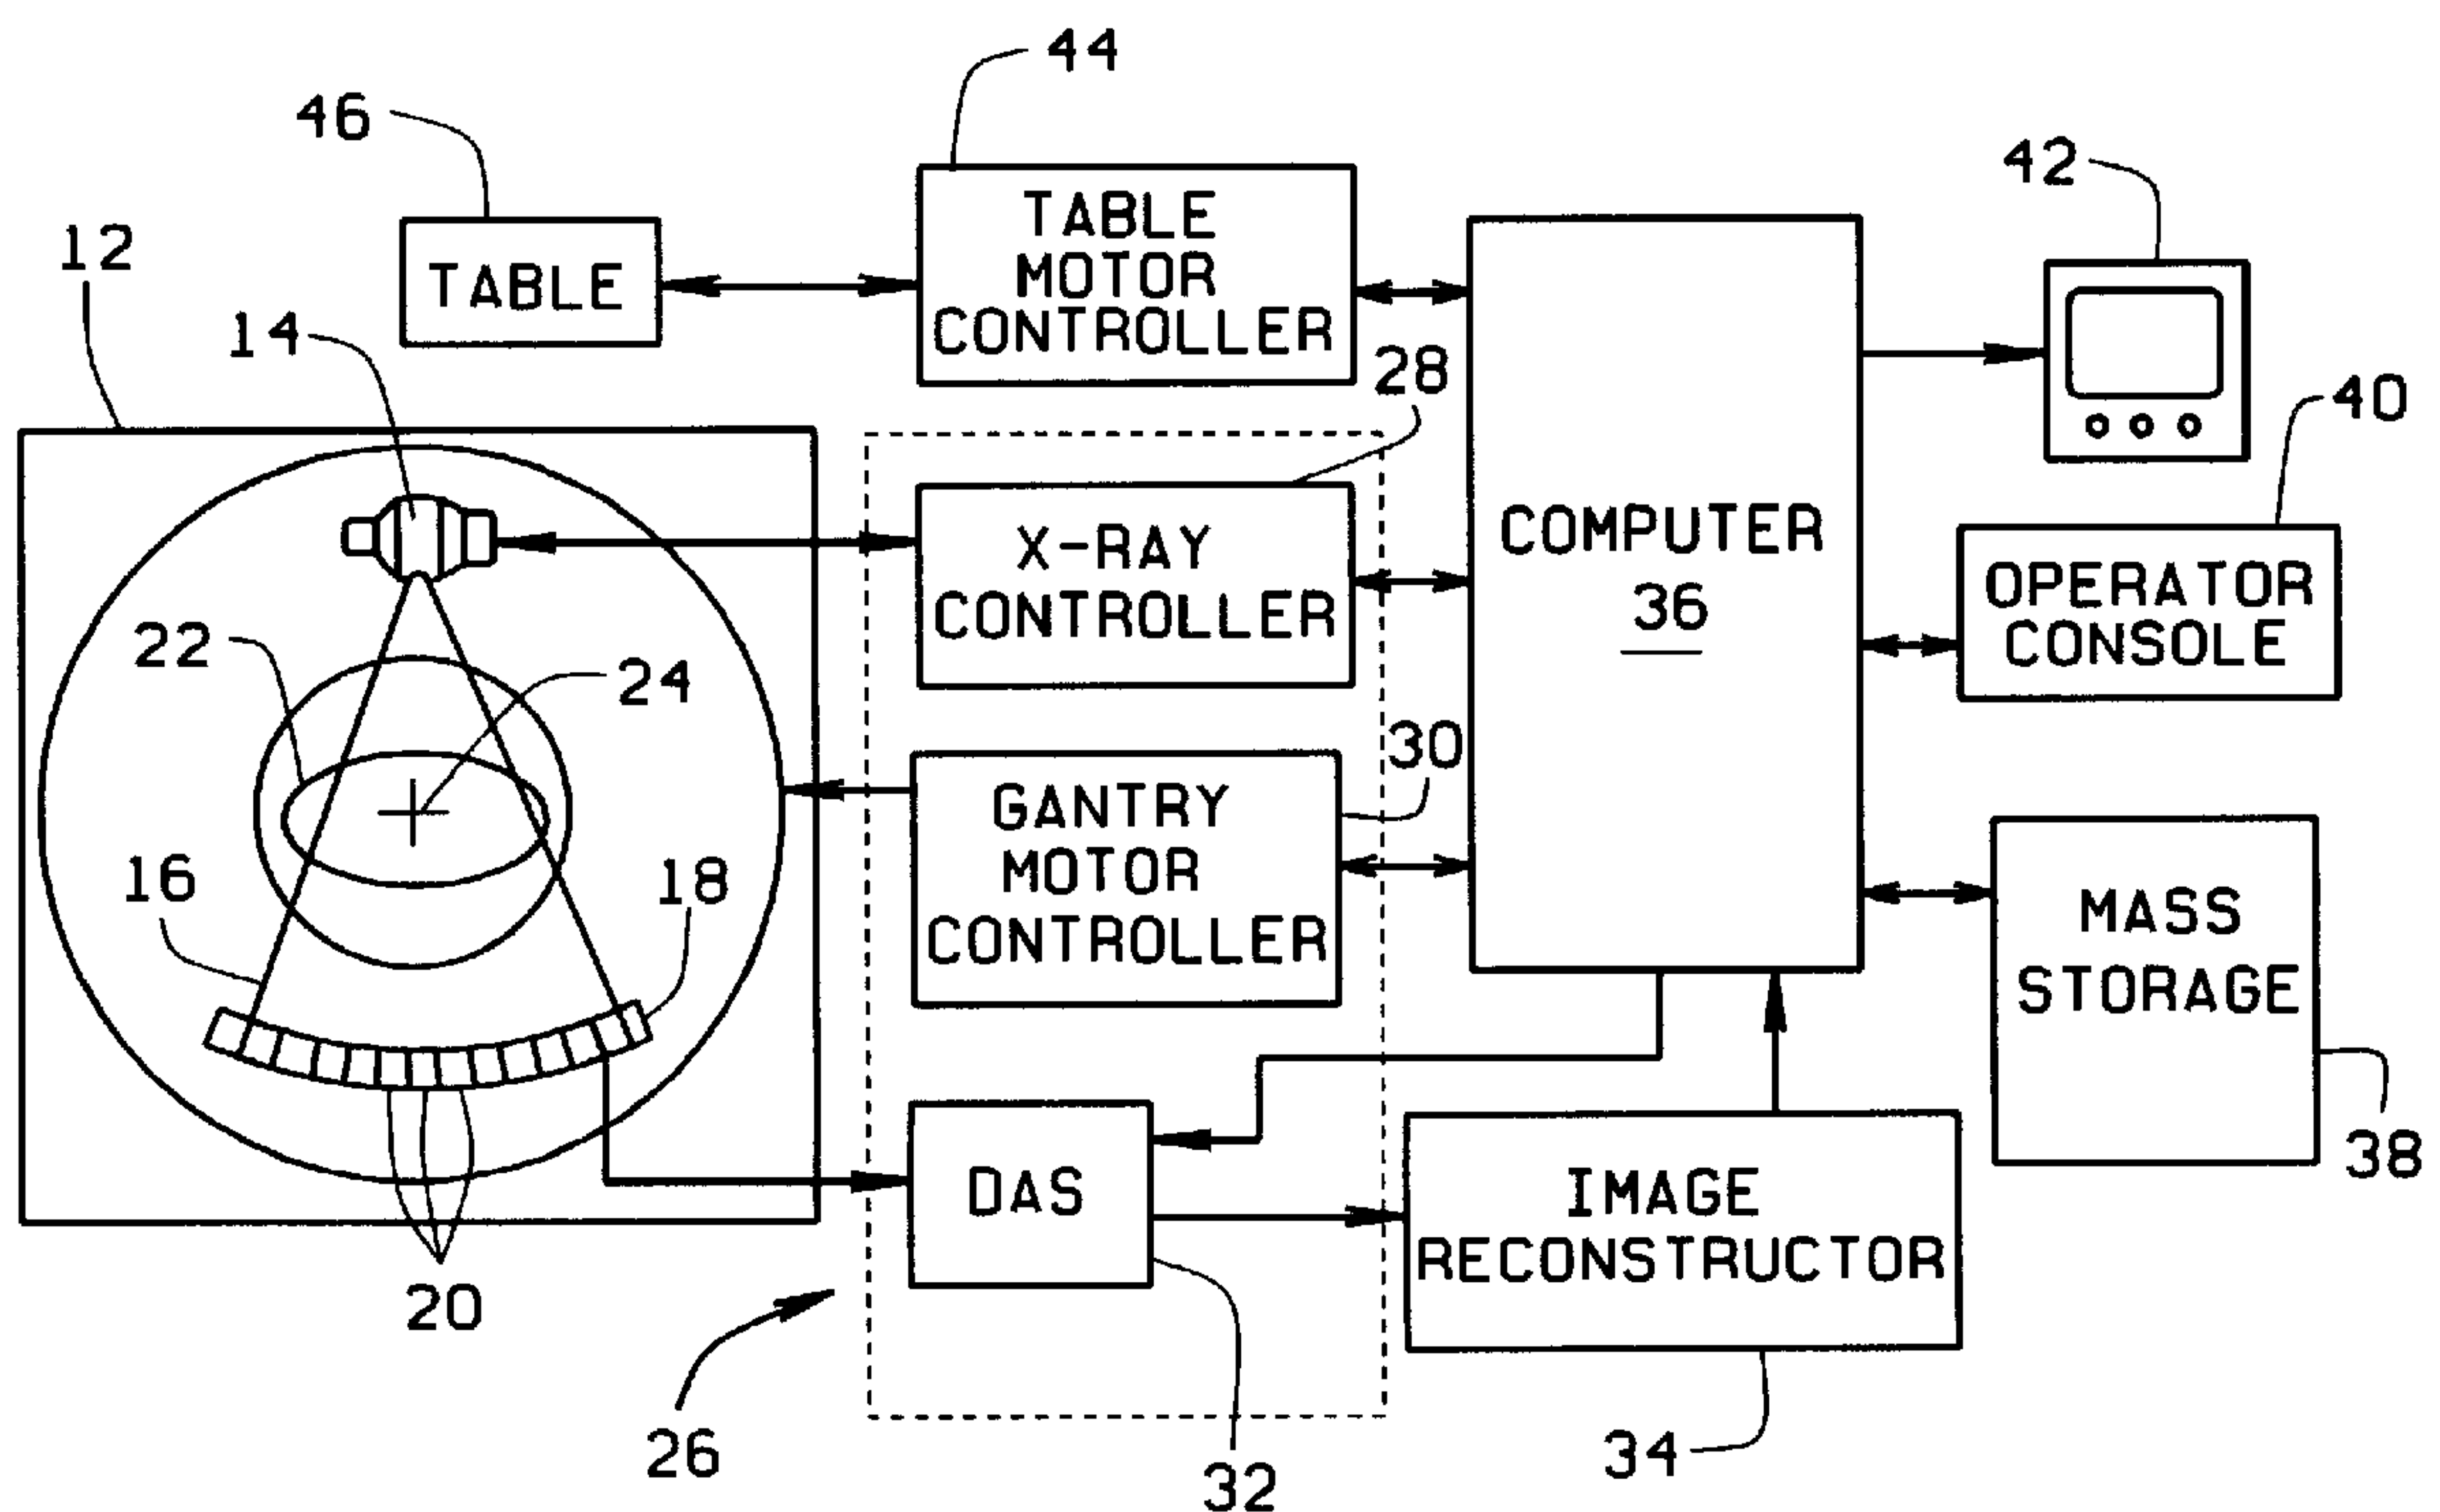 44
46
42
12
TABLE
MOTOR
CONTROLLER
TABLE
14
28
40
X-RAY
CONTROLLER
COMPUTER
36
OPERATOR
CONSOLE
22
24
30
GANTRY
MOTOR
CONTROLLER
16
18
MASS
STORAGE
38
DAS
IMAGE
RECONSTRUCTOR
20
26
32
34